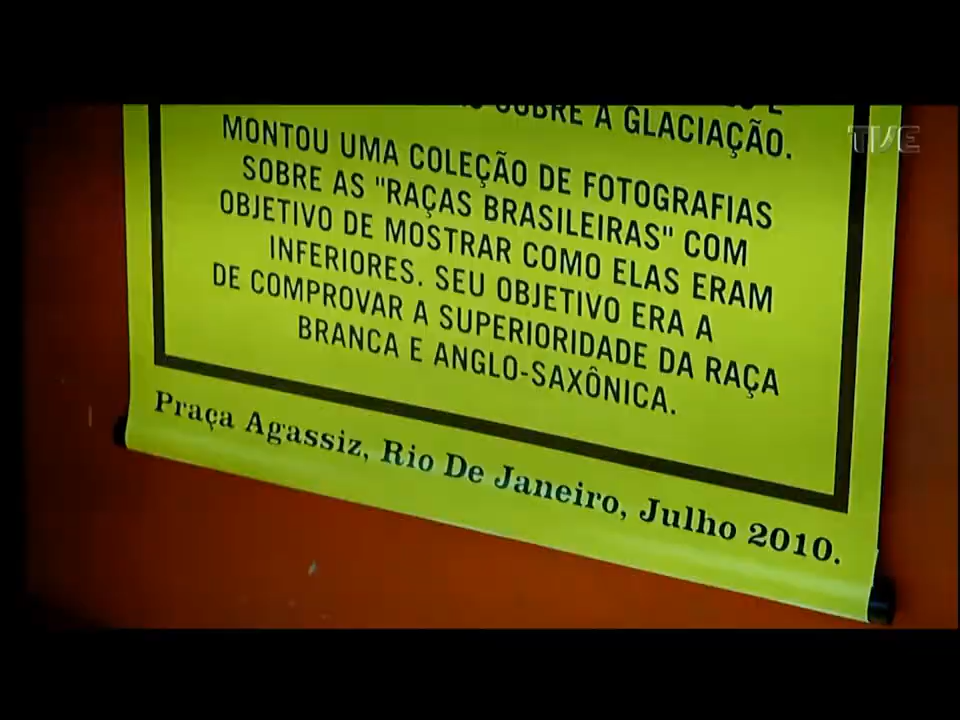 SOBRE A GLACIAÇÃO.
MONTOU UMA COLEÇÃO DE FOTOGRAFIAS
SOBRE AS "RAÇAS BRASILEIRAS" COM
OBJETIVO DE MOSTRAR COMO ELAS ERAM
INFERIORES. SEU OBJETIVO ERA A
DE COMPROVAR A SUPERIORIDADE DA RAÇA
BRANCA E ANGLO-SAXÔNICA.
Praça Agassiz, Rio De Janeiro, Julho 2010.
TVE